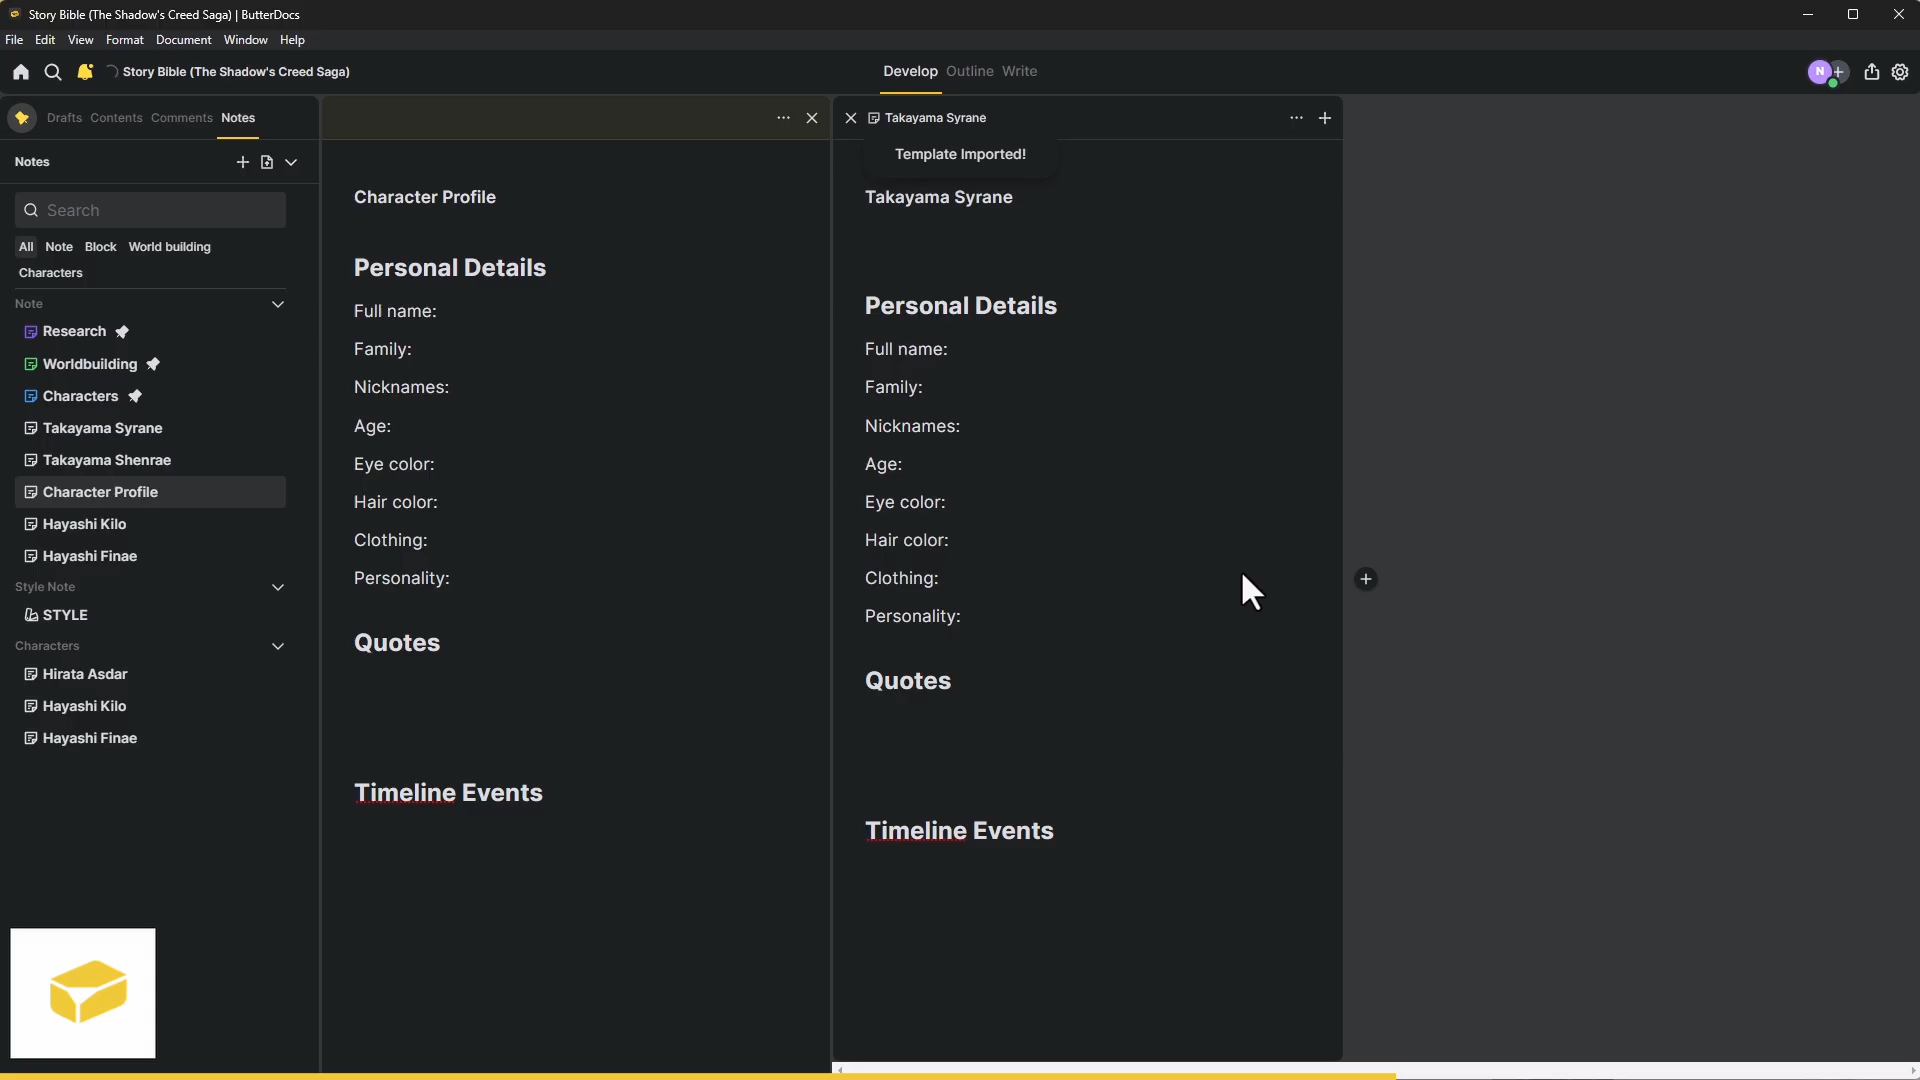 Story Bible (The Shadow's Creed Saga) | ButterDocs
File Edit View Format Document Window Help
Story Bible (The Shadow's Creed Saga)
Develop Outline Write
N
Drafts Contents Comments Notes
Takayama Syrane
Template Imported!
Notes
Search
All Note Block World building
Characters
Note
Research
Worldbuilding
Characters
Takayama Syrane
Takayama Shenrae
Character Profile
Hayashi Kilo
Hayashi Finae
Style Note
STYLE
Characters
Hirata Asdar
Hayashi Kilo
Hayashi Finae
Character Profile
Personal Details
Full name:
Family:
Nicknames:
Age:
Eye color:
Hair color:
Clothing:
Personality:
Quotes
Timeline Events
Takayama Syrane
Personal Details
Full name:
Family:
Nicknames:
Age:
Eye color:
Hair color:
Clothing:
Personality:
Quotes
Timeline Events